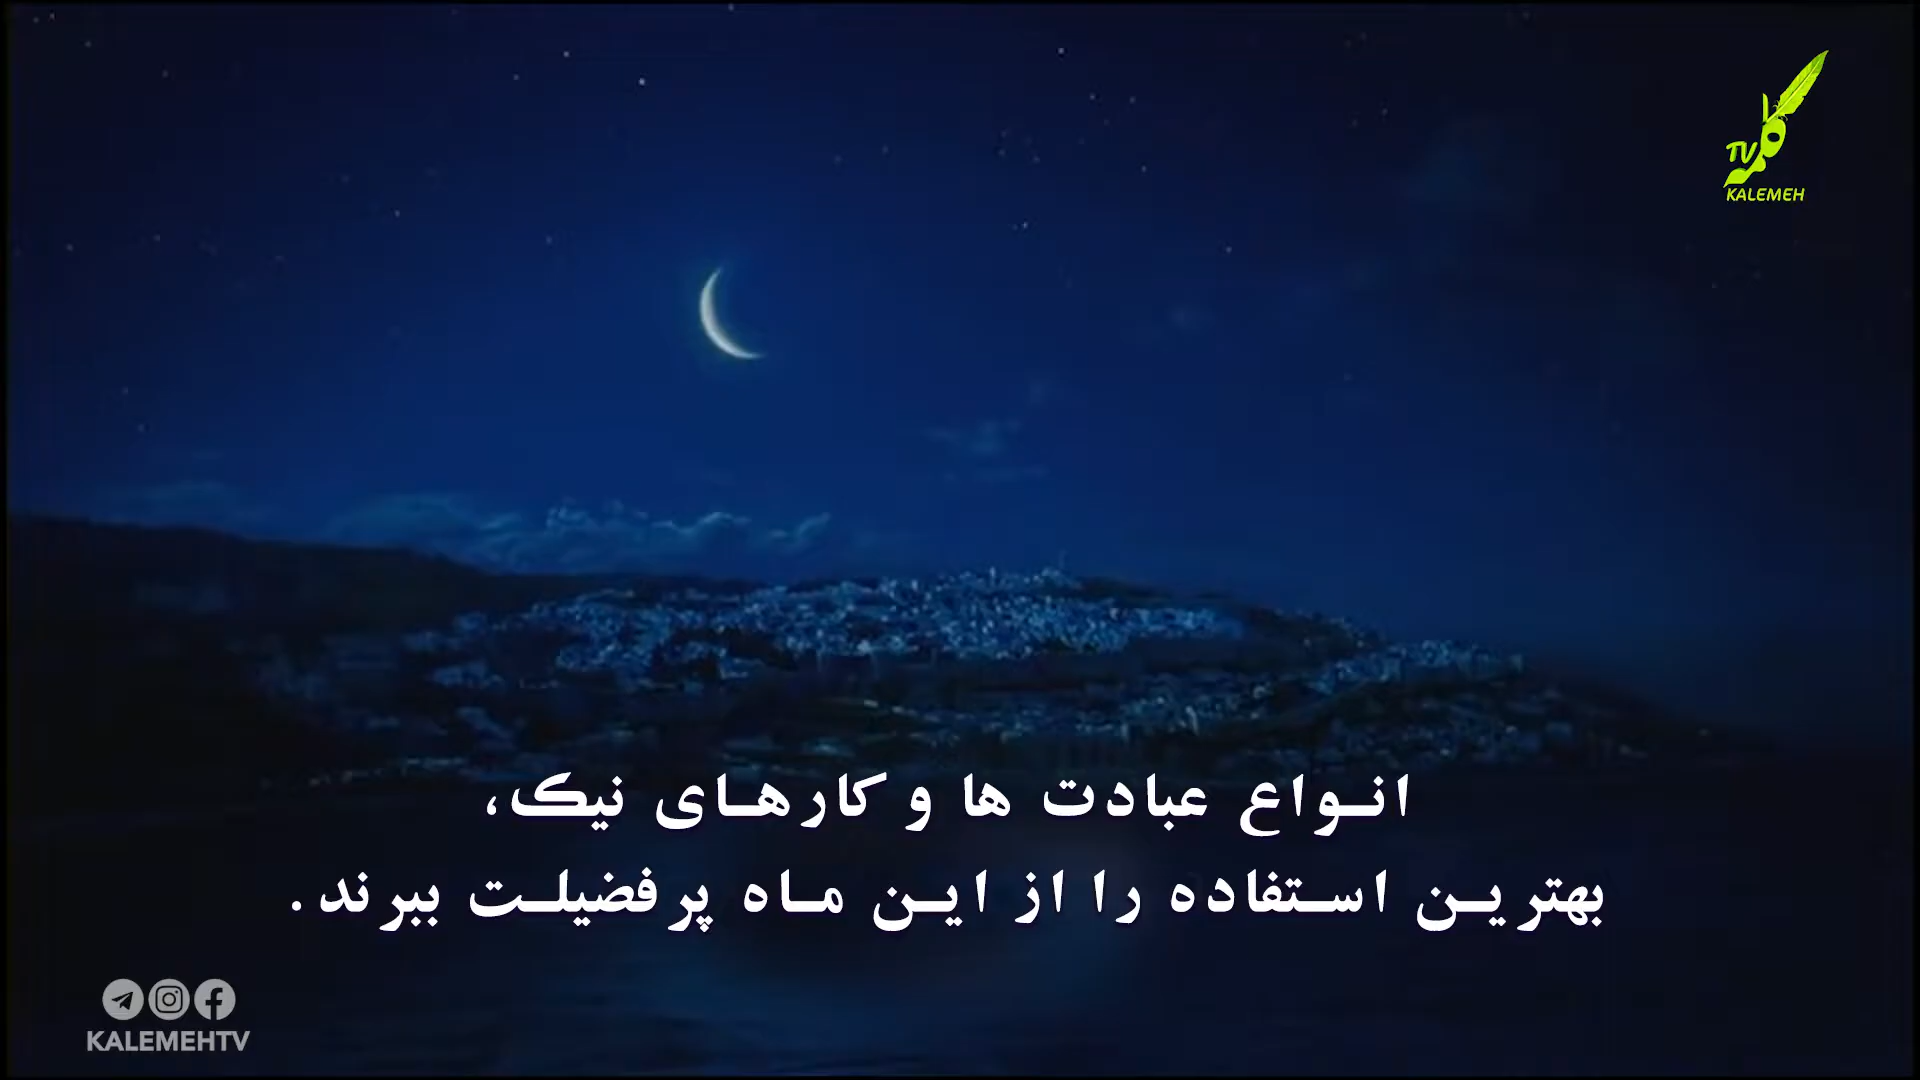 TV
KALEMEH
انواع عبادت ها و کارهای نیک،
بهترین استفاده را از این ماه پرفضیلت ببرند.
KALEMEHTV